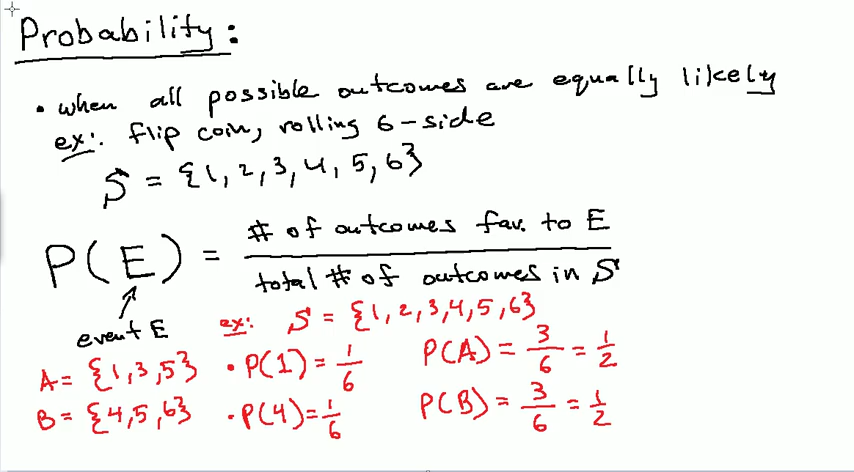 Probability:
• when all possible outcomes are equally likely
ex: flip coin, rolling 6-side
S = {1, 2, 3, 4, 5, 6}
P(E) = # of outcomes fav. to E / total # of outcomes in S
event E
ex: S = {1, 2, 3, 4, 5, 6}
A = {1, 3, 5} • P(1) = 1/6 P(A) = 3/6 = 1/2
B = {4, 5, 6} • P(4) = 1/6 P(B) = 3/6 = 1/2